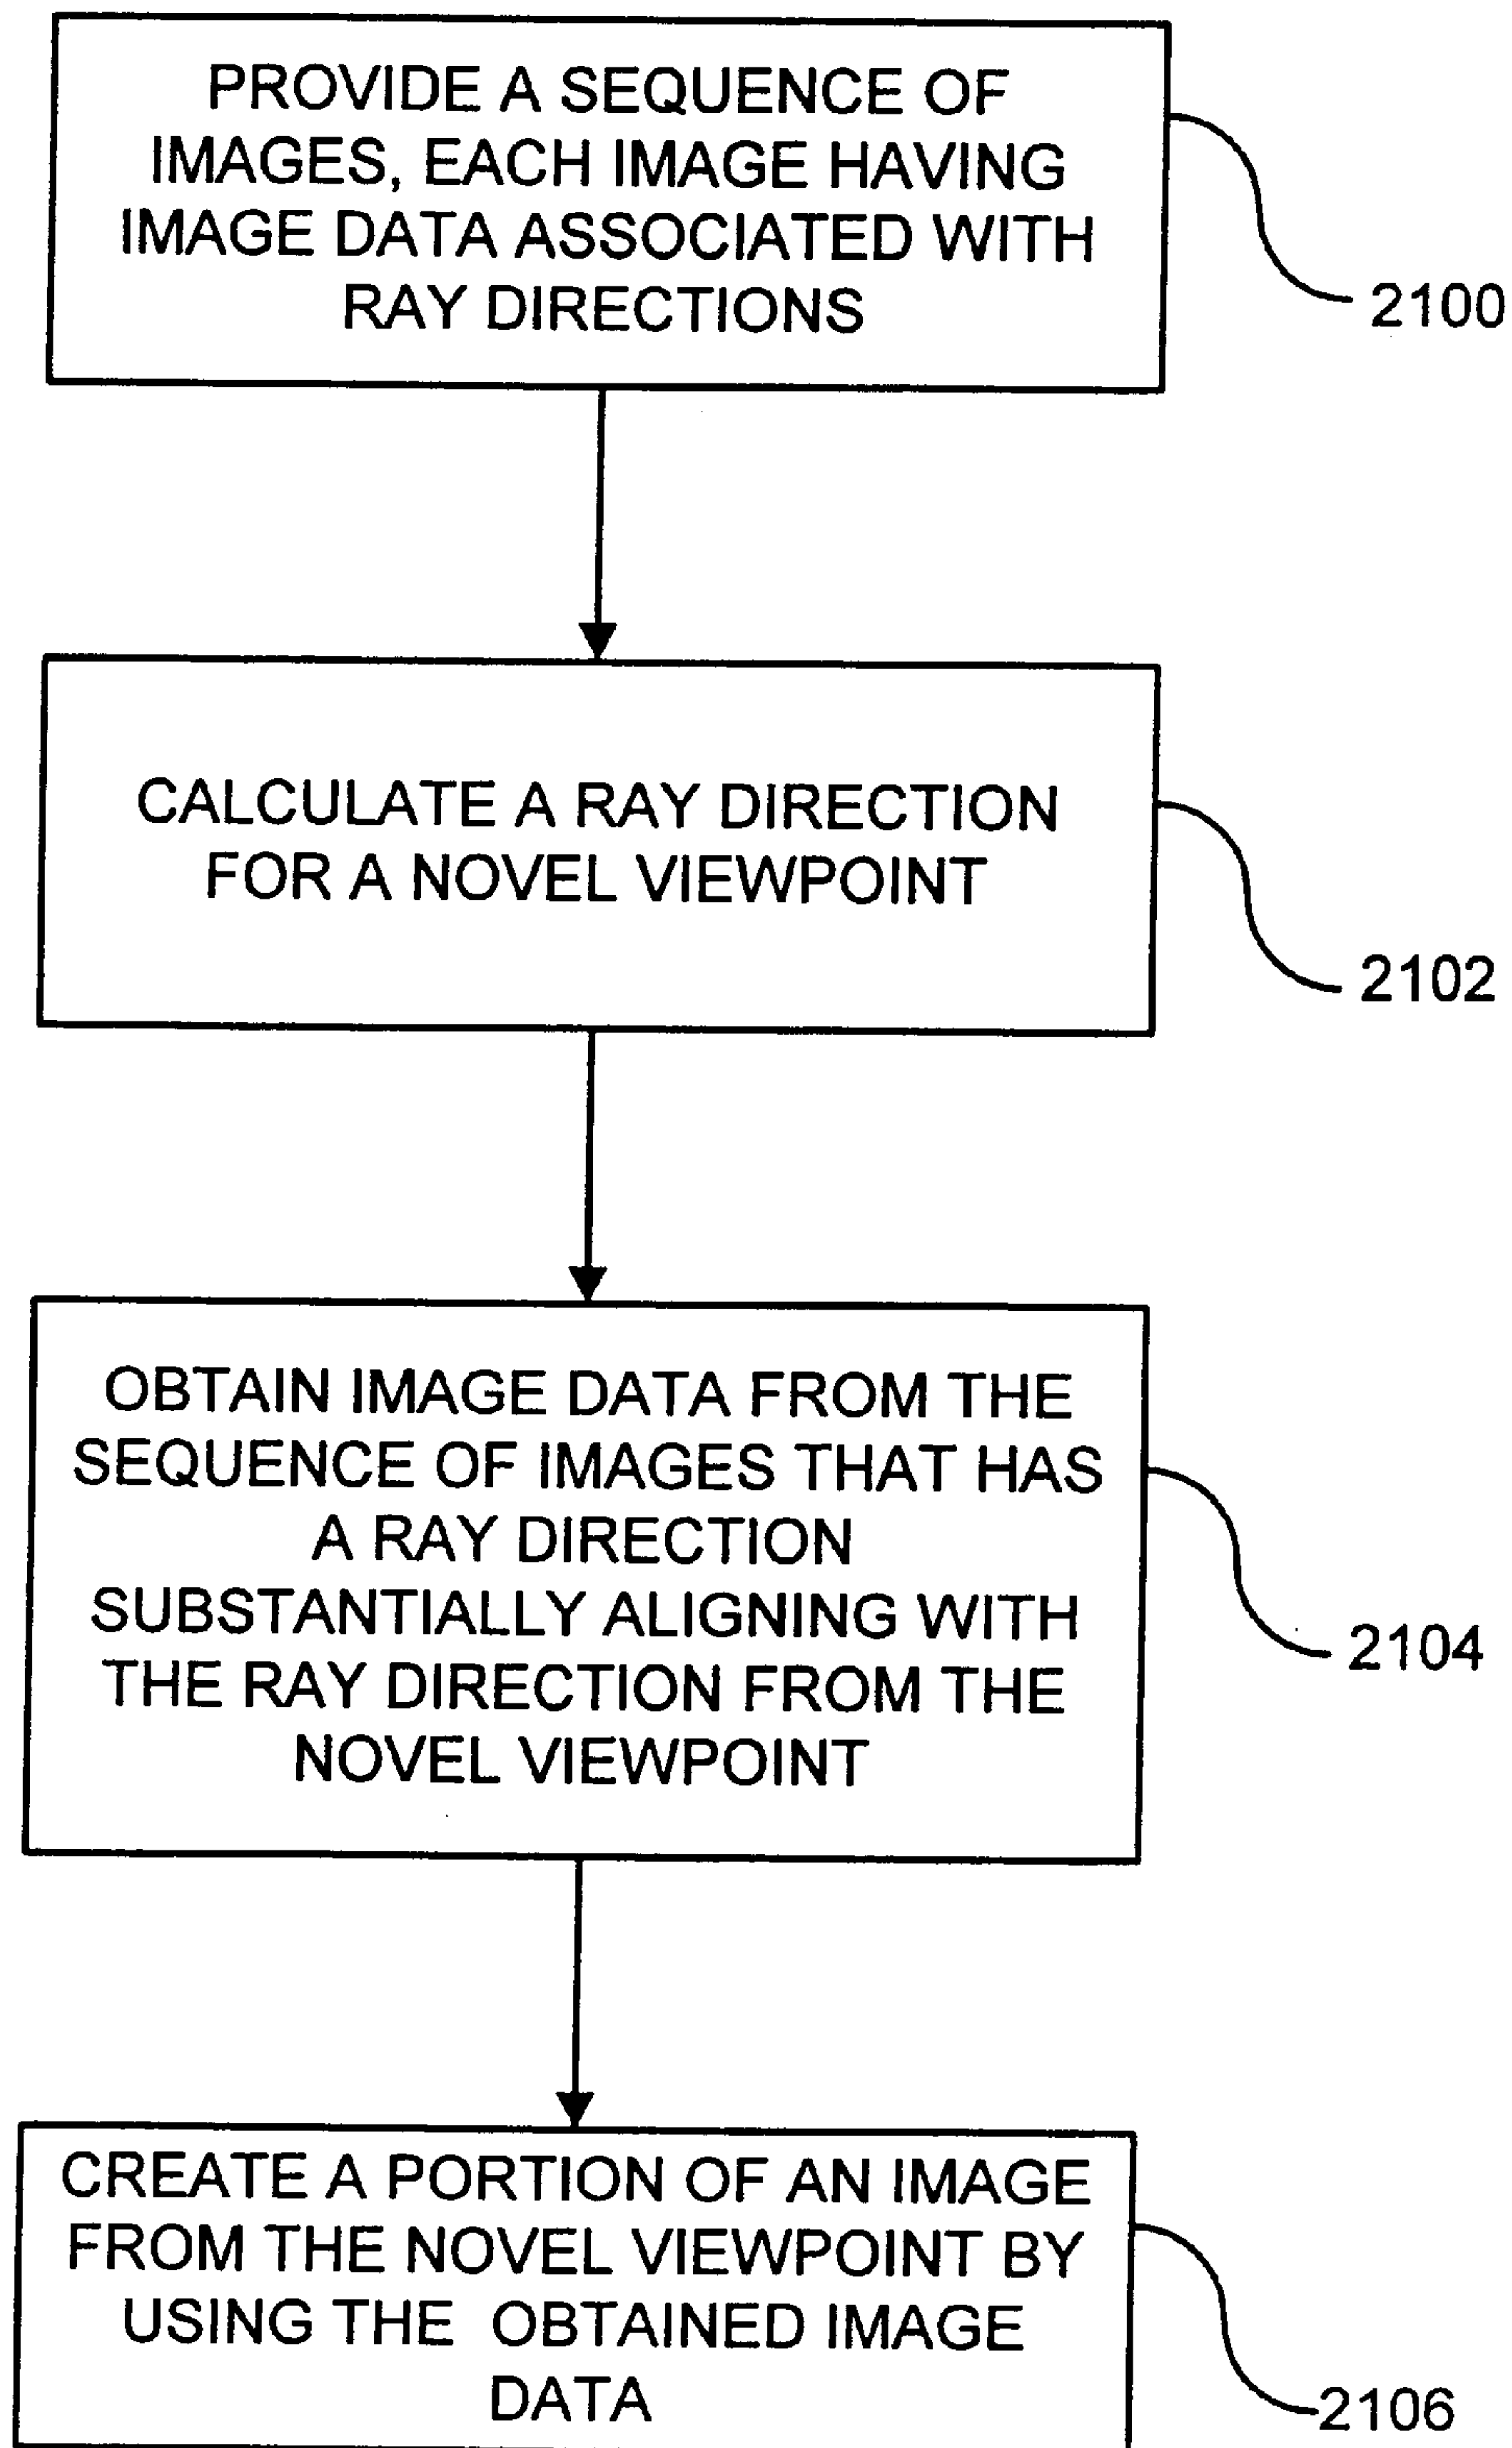 PROVIDE A SEQUENCE OF
IMAGES, EACH IMAGE HAVING
IMAGE DATA ASSOCIATED WITH
RAY DIRECTIONS
2100
CALCULATE A RAY DIRECTION
FOR A NOVEL VIEWPOINT
2102
OBTAIN IMAGE DATA FROM THE
SEQUENCE OF IMAGES THAT HAS
A RAY DIRECTION
SUBSTANTIALLY ALIGNING WITH
THE RAY DIRECTION FROM THE
NOVEL VIEWPOINT
2104
CREATE A PORTION OF AN IMAGE
FROM THE NOVEL VIEWPOINT BY
USING THE OBTAINED IMAGE
DATA
2106